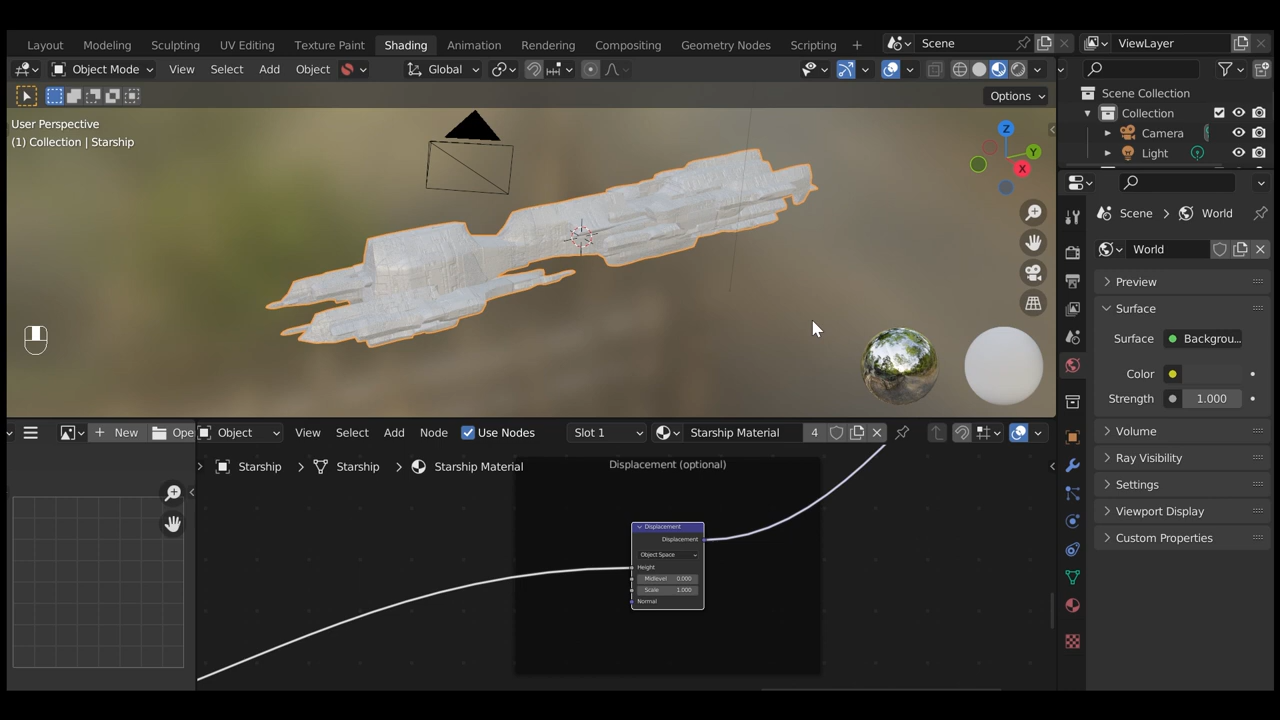 Layout Modeling Sculpting UV Editing Texture Paint Shading Animation Rendering Compositing Geometry Nodes Scripting + Scene ViewLayer
Object Mode View Select Add Object Global
Options
User Perspective
(1) Collection | Starship
Z
Y
X
Scene Collection
Collection
Camera
Light
Scene World
World
Preview
Surface
Surface Backgrou...
Color
Strength 1.000
Volume
Ray Visibility
Settings
Viewport Display
Custom Properties
+ New Ope
Object View Select Add Node Use Nodes Slot 1 Starship Material 4
Starship Starship Starship Material
Displacement (optional)
Displacement
Displacement
Object Space
Height
Midlevel 0.000
Scale 1.000
Normal